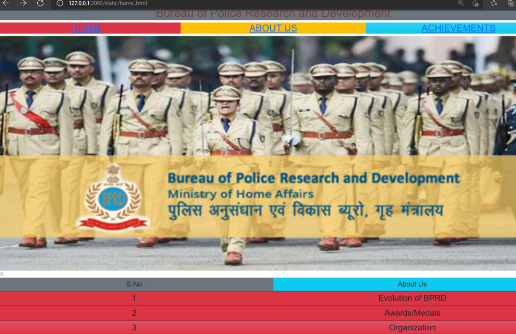 127.0.0.1:3000/static/home.html
Bureau of Police Research and Development
HOME
ABOUT US
ACHIEVEMENTS
BPRD
Bureau of Police Research and Development
Ministry of Home Affairs
पुलिस अनुसंधान एवं विकास ब्यूरो, गृह मंत्रालय
S.No
About Us
1
Evolution of BPRD
2
Awards/Medals
3
Organization